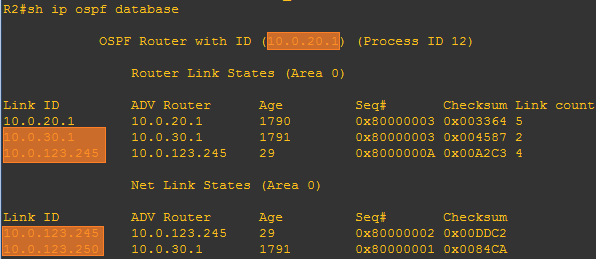 R2#sh ip ospf database
OSPF Router with ID (10.0.20.1) (Process ID 12)
Router Link States (Area 0)
Link ID ADV Router Age Seq# Checksum Link count
10.0.20.1 10.0.20.1 1790 0x80000003 0x003364 5
10.0.30.1 10.0.30.1 1791 0x80000003 0x004587 2
10.0.123.245 10.0.123.245 29 0x8000000A 0x00A2C3 4
Net Link States (Area 0)
Link ID ADV Router Age Seq# Checksum
10.0.123.245 10.0.123.245 29 0x80000002 0x00DDC2
10.0.123.250 10.0.30.1 1791 0x80000001 0x0084CA